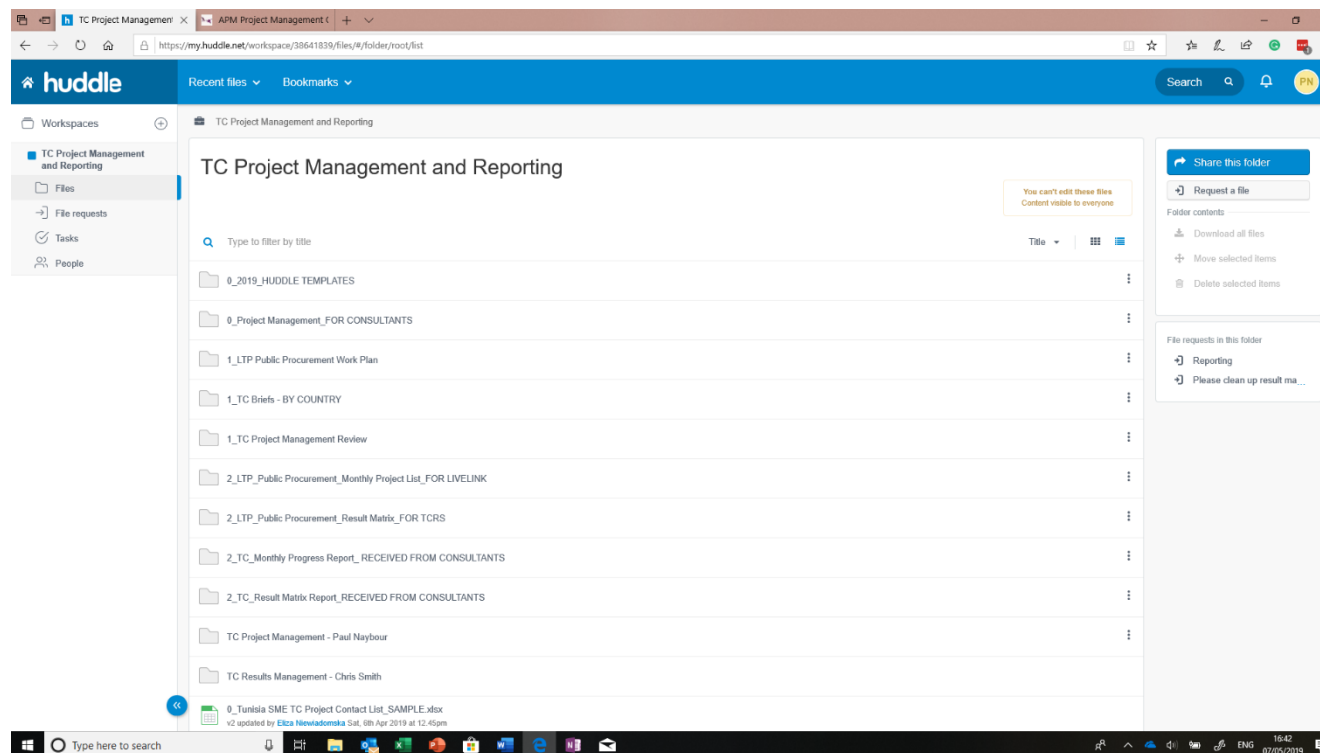 TC Project Management
APM Project Management (
https://my.huddle.net/workspace/38641839/files/#/folder/root/list
huddle
Recent files
Bookmarks
Search
PN
Workspaces
TC Project Management and Reporting
TC Project Management
and Reporting
Files
File requests
Tasks
People
TC Project Management and Reporting
You can't edit these files
Content visible to everyone
Type to filter by title
Title
0_2019_HUDDLE TEMPLATES
0_Project Management_FOR CONSULTANTS
1_LTP Public Procurement Work Plan
1_TC Briefs - BY COUNTRY
1_TC Project Management Review
2_LTP_Public Procurement_Monthly Project List_FOR LIVELINK
2_LTP_Public Procurement_Result Matrix_FOR TCRS
2_TC_Monthly Progress Report_ RECEIVED FROM CONSULTANTS
2_TC_Result Matrix Report_RECEIVED FROM CONSULTANTS
TC Project Management - Paul Naybour
TC Results Management - Chris Smith
0_Tunisia SME TC Project Contact List_SAMPLE.xlsx
v2 updated by Eliza Niewiadomska Sat, 6th Apr 2019 at 12.45pm
Share this folder
Request a file
Folder contents
Download all files
Move selected items
Delete selected items
File requests in this folder
Reporting
Please clean up result ma...
Type here to search
ENG
16:42
07/05/2019